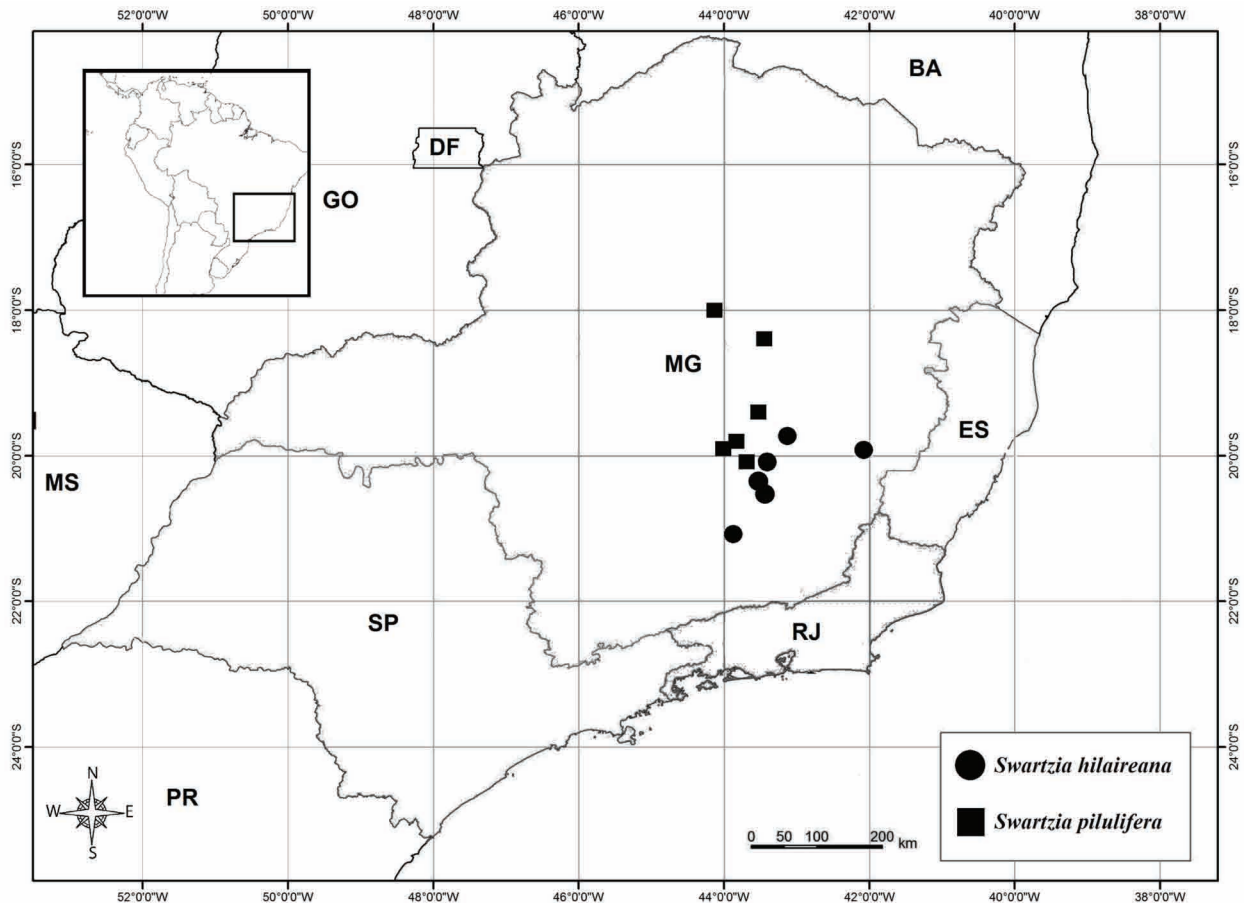 52°0'0"W 50°0'0"W 48°0'0"W 46°0'0"W 44°0'0"W 42°0'0"W 40°0'0"W 38°0'0"W
BA
DF
16°0'0"S 16°0'0"S
GO
18°0'0"S 18°0'0"S
MG
ES
20°0'0"S 20°0'0"S
MS
22°0'0"S 22°0'0"S
SP
RJ
24°0'0"S 24°0'0"S
Swartzia hilaireana
N
PR
W E
S
Swartzia pilulifera
0 50 100 200 km
52°0'0"W 50°0'0"W 48°0'0"W 46°0'0"W 44°0'0"W 42°0'0"W 40°0'0"W 38°0'0"W